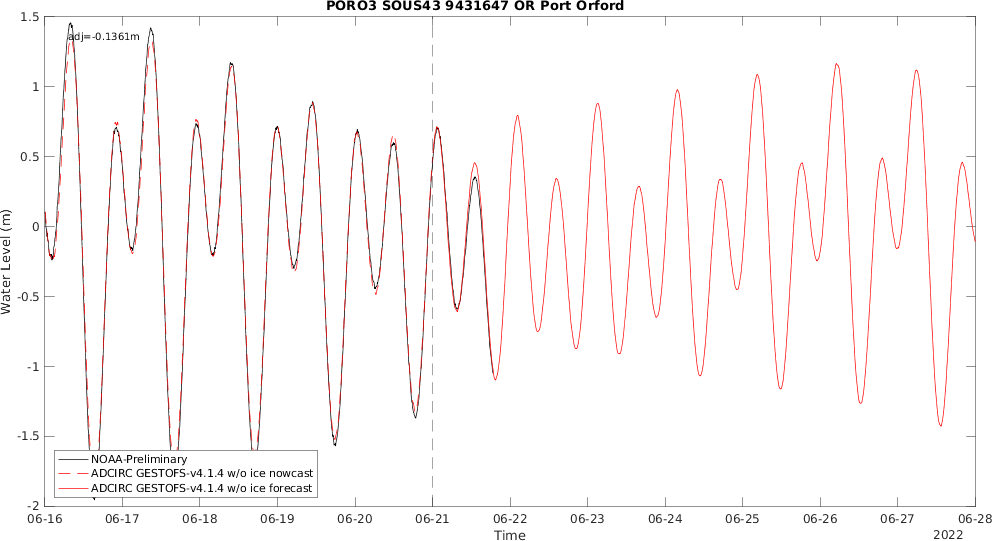 PORO3 SOUS43 9431647 OR Port Orford
adj=-0.1361m
Water Level (m)
1.5
1
0.5
0
-0.5
-1
-1.5
-2
NOAA-Preliminary
ADCIRC GESTOFS-v4.1.4 w/o ice nowcast
ADCIRC GESTOFS-v4.1.4 w/o ice forecast
06-16 06-17 06-18 06-19 06-20 06-21 06-22 06-23 06-24 06-25 06-26 06-27 06-28
Time
2022